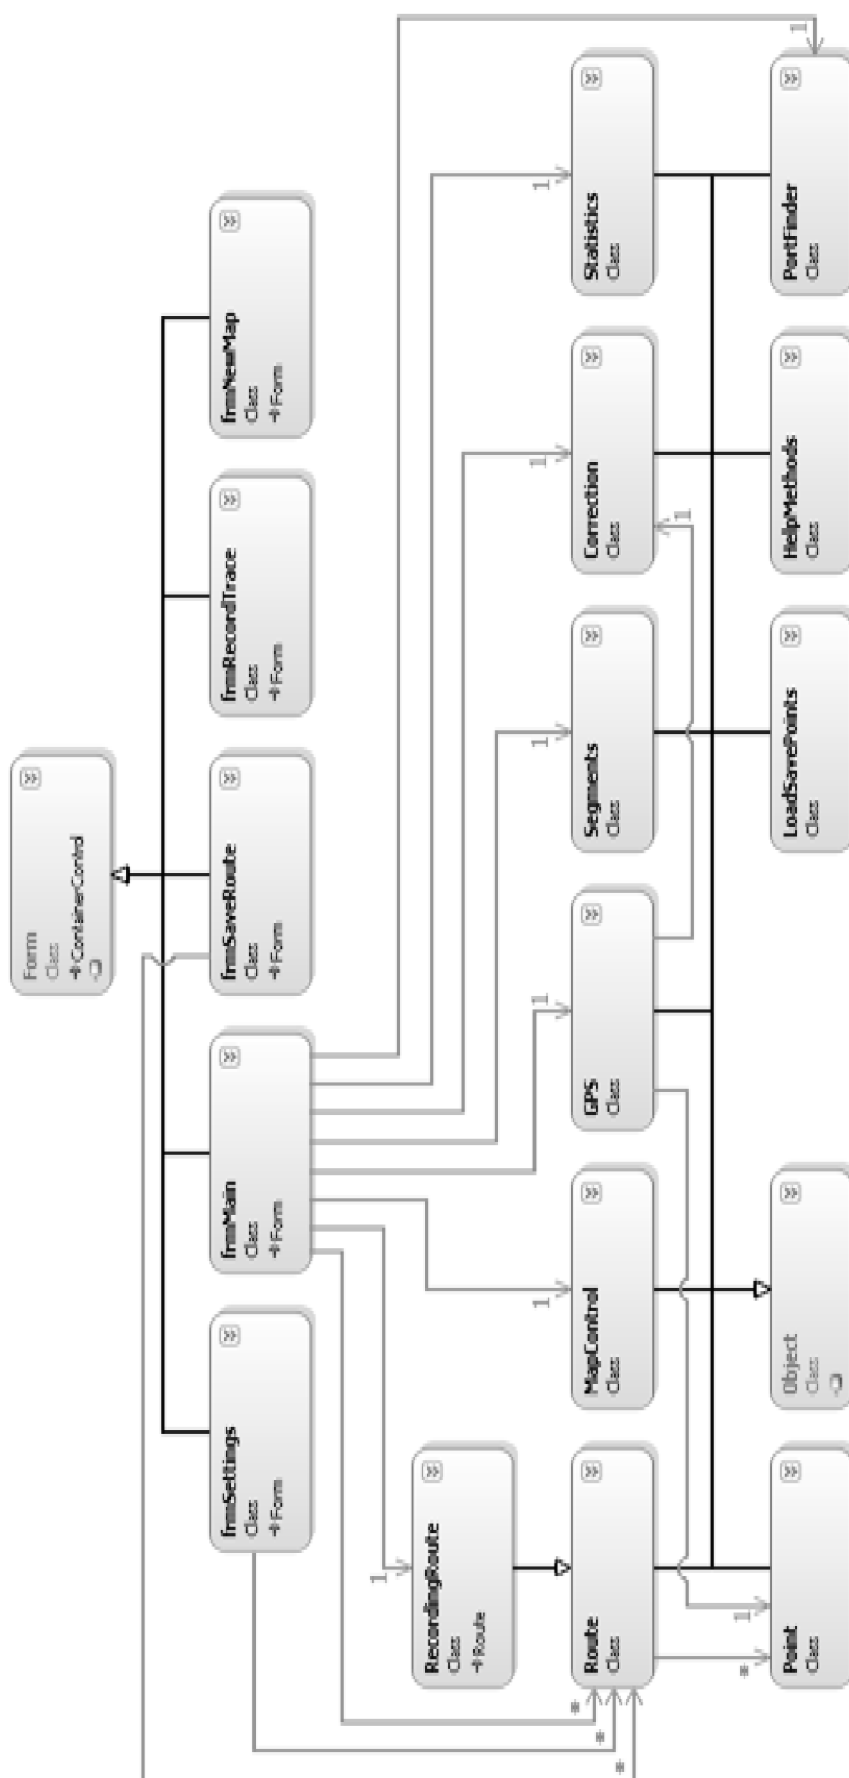 Form
Class
→ContainerControl
frmSettings
Class
→Form
frmMain
Class
→Form
frmSaveRoute
Class
→Form
frmRecordTrace
Class
→Form
frmNewMap
Class
→Form
RecordingRoute
Class
→Route
Route
Class
MapControl
Class
GPS
Class
Segments
Class
Correction
Class
Statistics
Class
Point
Class
Object
Class
LoadSavePoints
Class
HelpMethods
Class
PortFinder
Class
1
1
1
1
1
1
1
1
1
*
*
*
*